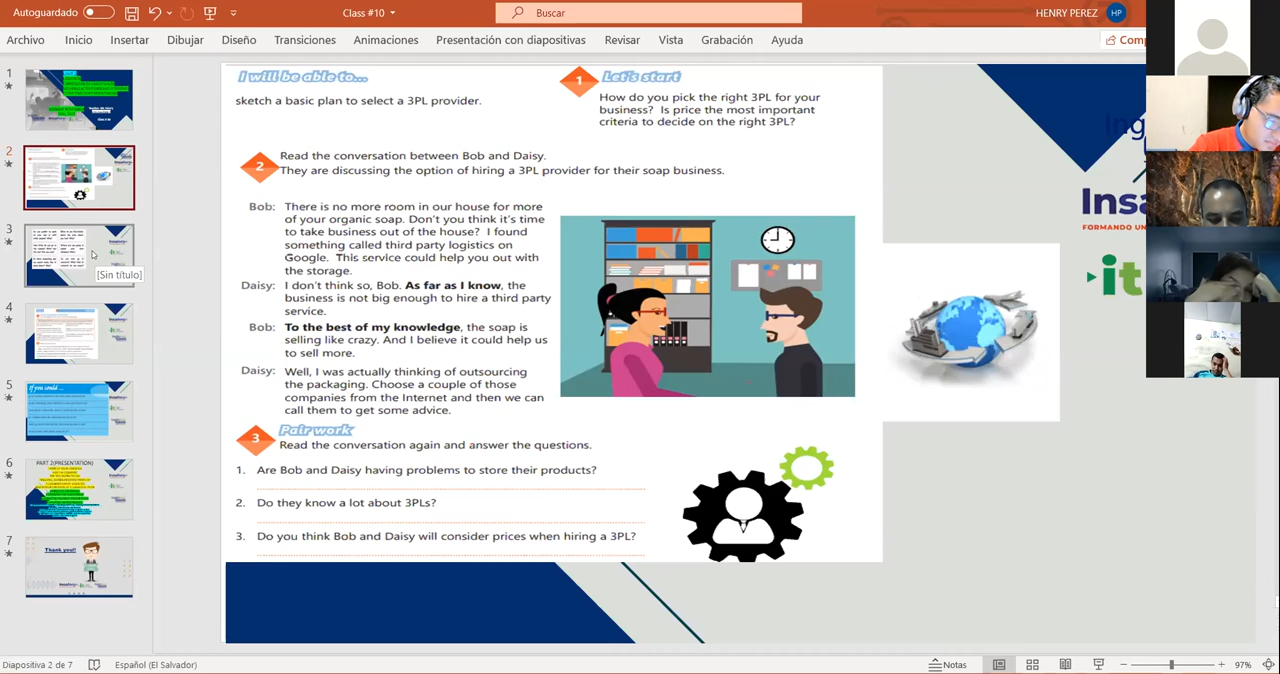 Autoguardado
Class #10
Buscar
HENRY PEREZ
HP
Archivo
Inicio
Insertar
Dibujar
Diseño
Transiciones
Animaciones
Presentación con diapositivas
Revisar
Vista
Grabación
Ayuda
Comp
1
2
3
[Sin título]
4
5
If you could ...
6
PART 2(PRESENTATION)
7
Thank you!!
I will be able to...
sketch a basic plan to select a 3PL provider.
1
Let's start
How do you pick the right 3PL for your
business? Is price the most important
criteria to decide on the right 3PL?
2
Read the conversation between Bob and Daisy.
They are discussing the option of hiring a 3PL provider for their soap business.
Bob: There is no more room in our house for more
of your organic soap. Don't you think it's time
to take business out of the house? I found
something called third party logistics on
Google. This service could help you out with
the storage.
Daisy: I don't think so, Bob. As far as I know, the
business is not big enough to hire a third party
service.
Bob: To the best of my knowledge, the soap is
selling like crazy. And I believe it could help us
to sell more.
Daisy: Well, I was actually thinking of outsourcing
the packaging. Choose a couple of those
companies from the Internet and then we can
call them to get some advice.
3
Pair work
Read the conversation again and answer the questions.
1. Are Bob and Daisy having problems to store their products?
2. Do they know a lot about 3PLs?
3. Do you think Bob and Daisy will consider prices when hiring a 3PL?
Ing
Insa
FORMANDO UN
it
Diapositiva 2 de 7
Español (El Salvador)
Notas
97%